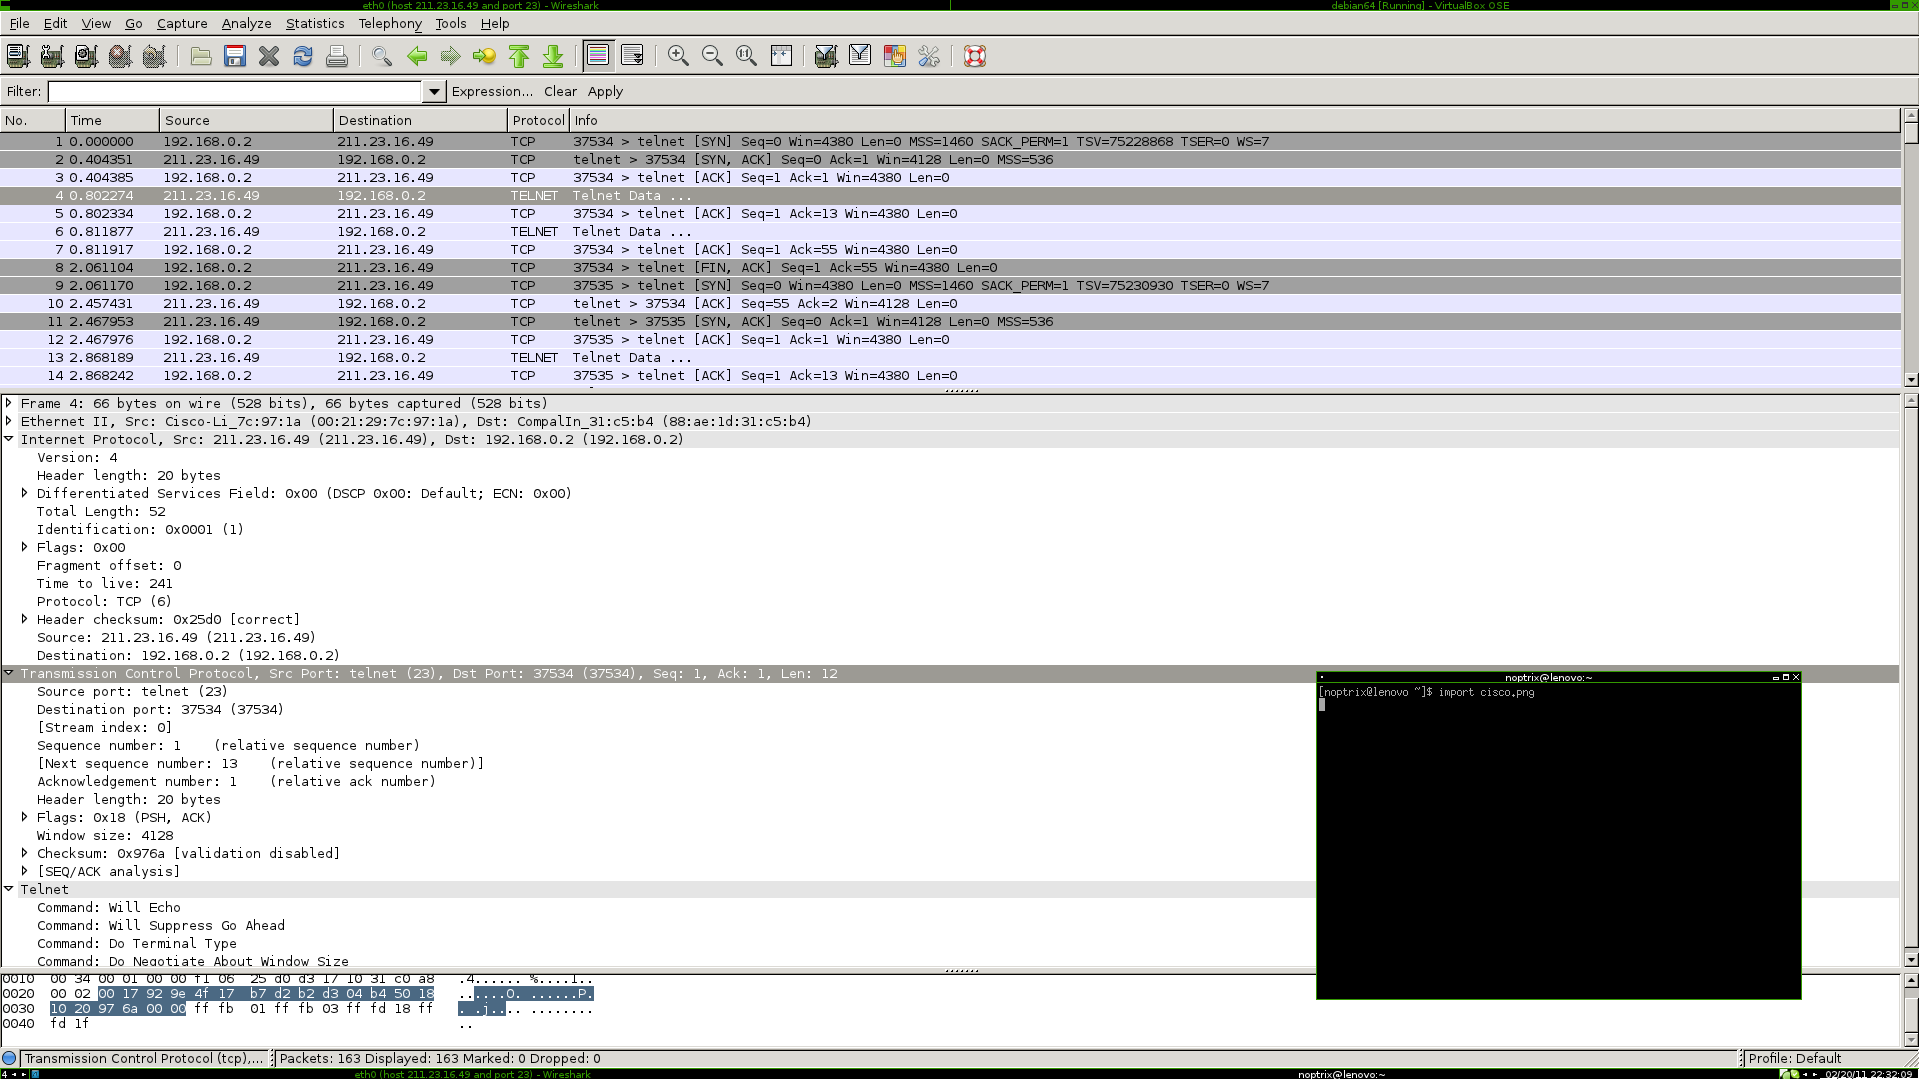 eth0 (host 211.23.16.49 and port 23) - Wireshark
debian64 [Running] - VirtualBox OSE
File Edit View Go Capture Analyze Statistics Telephony Tools Help
Filter: Expression... Clear Apply
No. Time Source Destination Protocol Info
1 0.000000 192.168.0.2 211.23.16.49 TCP 37534 > telnet [SYN] Seq=0 Win=4380 Len=0 MSS=1460 SACK_PERM=1 TSV=75228868 TSER=0 WS=7
2 0.404351 211.23.16.49 192.168.0.2 TCP telnet > 37534 [SYN, ACK] Seq=0 Ack=1 Win=4128 Len=0 MSS=536
3 0.404385 192.168.0.2 211.23.16.49 TCP 37534 > telnet [ACK] Seq=1 Ack=1 Win=4380 Len=0
4 0.802274 211.23.16.49 192.168.0.2 TELNET Telnet Data ...
5 0.802334 192.168.0.2 211.23.16.49 TCP 37534 > telnet [ACK] Seq=1 Ack=13 Win=4380 Len=0
6 0.811877 211.23.16.49 192.168.0.2 TELNET Telnet Data ...
7 0.811917 192.168.0.2 211.23.16.49 TCP 37534 > telnet [ACK] Seq=1 Ack=55 Win=4380 Len=0
8 2.061104 192.168.0.2 211.23.16.49 TCP 37534 > telnet [FIN, ACK] Seq=1 Ack=55 Win=4380 Len=0
9 2.061170 192.168.0.2 211.23.16.49 TCP 37535 > telnet [SYN] Seq=0 Win=4380 Len=0 MSS=1460 SACK_PERM=1 TSV=75230930 TSER=0 WS=7
10 2.457431 211.23.16.49 192.168.0.2 TCP telnet > 37534 [ACK] Seq=55 Ack=2 Win=4128 Len=0
11 2.467953 211.23.16.49 192.168.0.2 TCP telnet > 37535 [SYN, ACK] Seq=0 Ack=1 Win=4128 Len=0 MSS=536
12 2.467976 192.168.0.2 211.23.16.49 TCP 37535 > telnet [ACK] Seq=1 Ack=1 Win=4380 Len=0
13 2.868189 211.23.16.49 192.168.0.2 TELNET Telnet Data ...
14 2.868242 192.168.0.2 211.23.16.49 TCP 37535 > telnet [ACK] Seq=1 Ack=13 Win=4380 Len=0
Frame 4: 66 bytes on wire (528 bits), 66 bytes captured (528 bits)
Ethernet II, Src: Cisco-Li_7c:97:1a (00:21:29:7c:97:1a), Dst: CompalIn_31:c5:b4 (88:ae:1d:31:c5:b4)
Internet Protocol, Src: 211.23.16.49 (211.23.16.49), Dst: 192.168.0.2 (192.168.0.2)
Version: 4
Header length: 20 bytes
Differentiated Services Field: 0x00 (DSCP 0x00: Default; ECN: 0x00)
Total Length: 52
Identification: 0x0001 (1)
Flags: 0x00
Fragment offset: 0
Time to live: 241
Protocol: TCP (6)
Header checksum: 0x25d0 [correct]
Source: 211.23.16.49 (211.23.16.49)
Destination: 192.168.0.2 (192.168.0.2)
Transmission Control Protocol, Src Port: telnet (23), Dst Port: 37534 (37534), Seq: 1, Ack: 1, Len: 12
Source port: telnet (23)
Destination port: 37534 (37534)
[Stream index: 0]
Sequence number: 1 (relative sequence number)
[Next sequence number: 13 (relative sequence number)]
Acknowledgement number: 1 (relative ack number)
Header length: 20 bytes
Flags: 0x18 (PSH, ACK)
Window size: 4128
Checksum: 0x976a [validation disabled]
[SEQ/ACK analysis]
Telnet
Command: Will Echo
Command: Will Suppress Go Ahead
Command: Do Terminal Type
Command: Do Negotiate About Window Size
noptrix@lenovo:~
[noptrix@lenovo ~]$ import cisco.png
0010 00 34 00 01 00 00 f1 06 25 d0 d3 17 10 31 c0 a8 .4...... %....1..
0020 00 02 00 17 92 9e 4f 17 b7 d2 b2 d3 04 b4 50 18 ......O. ......P.
0030 10 20 97 6a 00 00 ff fb 01 ff fb 03 ff fd 18 ff . .j.... ........
0040 fd 1f ..
Transmission Control Protocol (tcp),... Packets: 163 Displayed: 163 Marked: 0 Dropped: 0 Profile: Default
4 eth0 (host 211.23.16.49 and port 23) - Wireshark noptrix@lenovo:~ 02/20/11 22:32:09